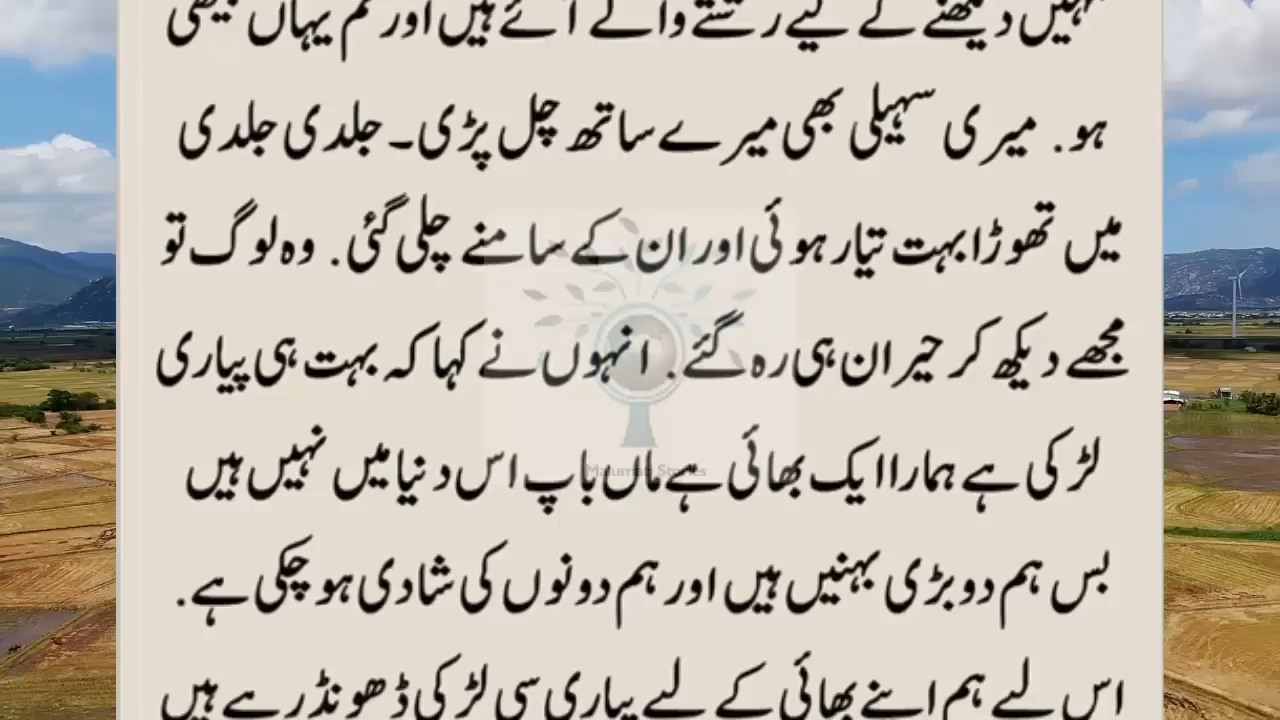 تمہیں دیکھنے کے لیے رشتے والے آئے ہیں اور تم یہاں بیٹھی
ہو. میری سہیلی بھی میرے ساتھ چل پڑی۔ جلدی جلدی
میں تھوڑا بہت تیار ہوئی اور ان کے سامنے چلی گئی. وہ لوگ تو
مجھے دیکھ کر حیران ہی رہ گئے. انہوں نے کہا کہ بہت ہی پیاری
لڑکی ہے ہمارا ایک بھائی ہے ماں باپ اس دنیا میں نہیں ہیں
بس ہم دو بڑی بہنیں ہیں اور ہم دونوں کی شادی ہو چکی ہے.
اس لیے ہم اپنے بھائی کے لیے پیاری سی لڑکی ڈھونڈ رہے ہیں
Malumati Stories